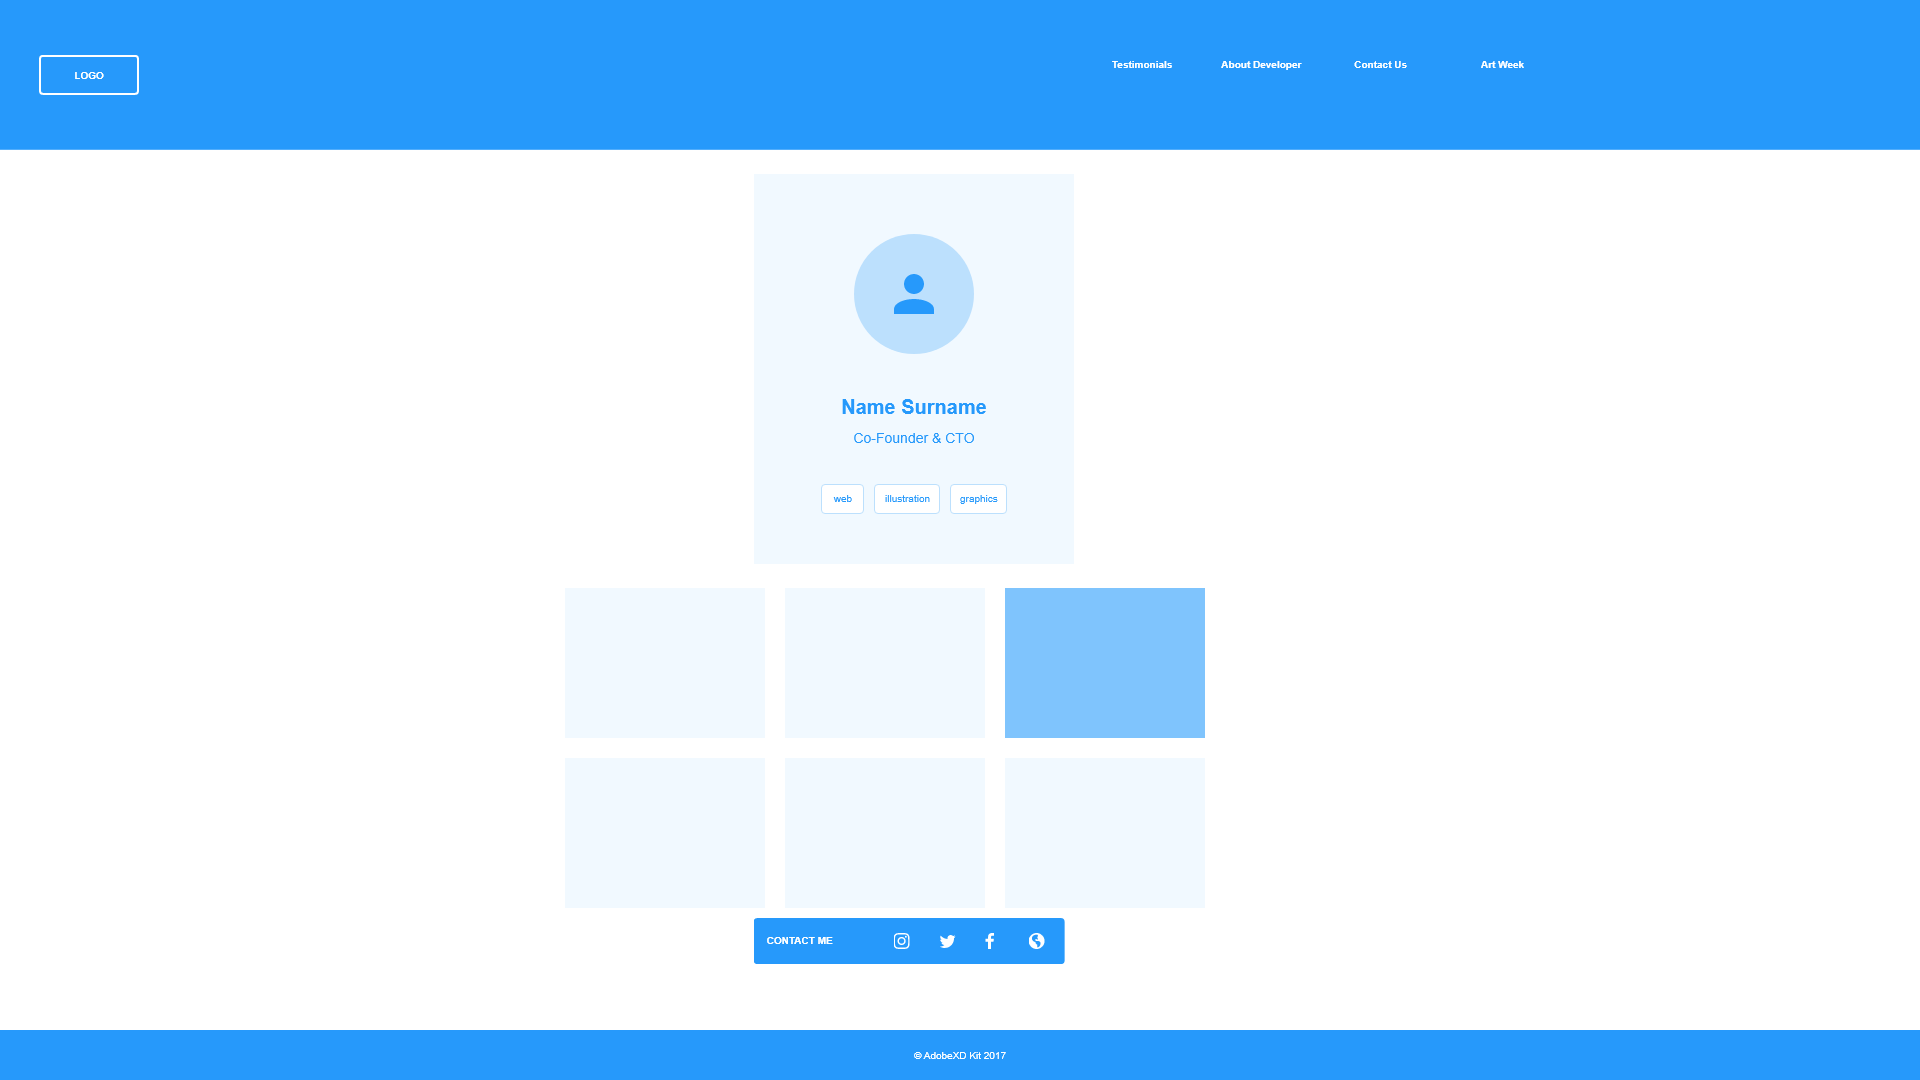 LOGO
Testimonials About Developer Contact Us Art Week
Name Surname
Co-Founder & CTO
web illustration graphics
CONTACT ME
© AdobeXD Kit 2017